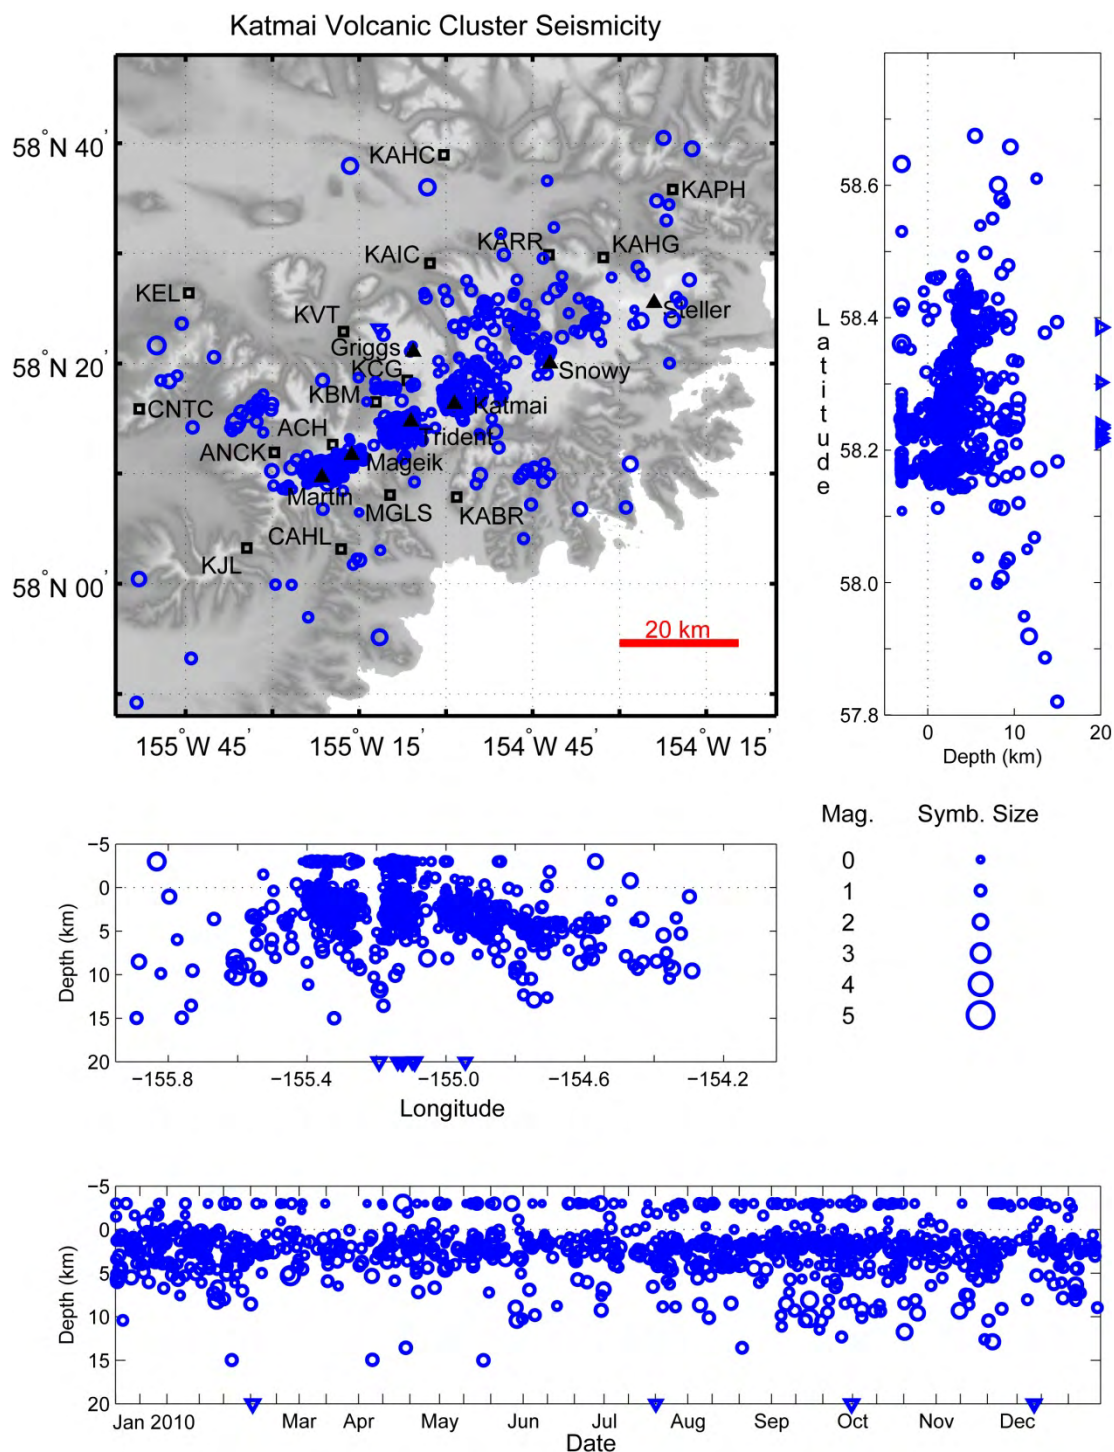 Katmai Volcanic Cluster Seismicity
58°N 40'
58°N 20'
58°N 00'
KAHC
KAPH
KARR
KAHG
KAIC
KEL
KVT
Steller
Griggs
KCG
Snowy
KBM
Katmai
CNTC
ACH
Trident
ANCK
Mageik
Martin
MGLS
KABR
CAHL
KJL
20 km
155°W 45'
155°W 15'
154°W 45'
154°W 15'
58.6
58.4
58.2
58.0
57.8
Latitude
0 10 20
Depth (km)
Mag. Symb. Size
0
1
2
3
4
5
−5
0
5
10
15
20
Depth (km)
−155.8 −155.4 −155.0 −154.6 −154.2
Longitude
−5
0
5
10
15
20
Depth (km)
Jan 2010 Mar Apr May Jun Jul Aug Sep Oct Nov Dec
Date